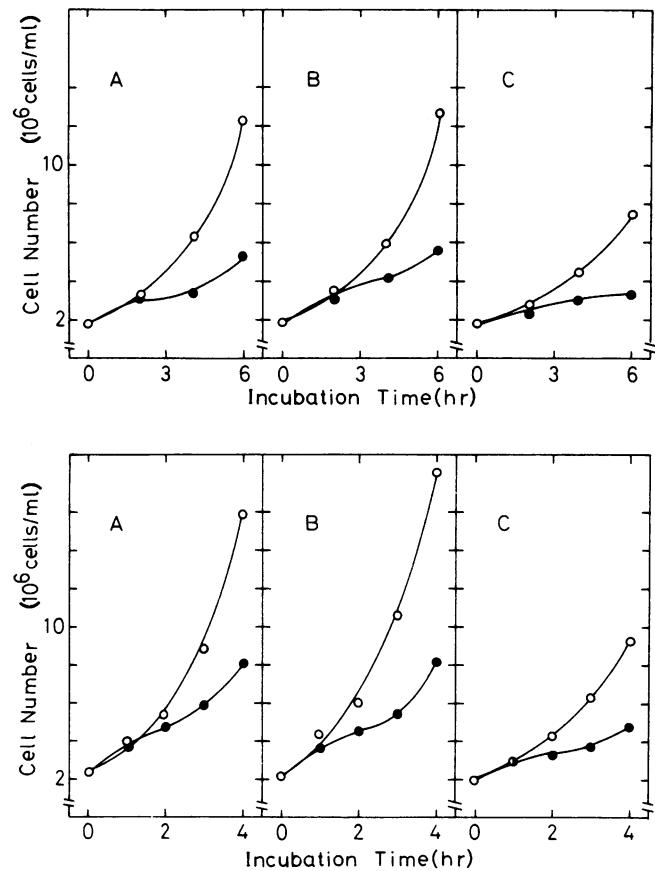 A B C
Cell Number (10⁶cells/ml)
10
2
0 3 6 0 3 6 0 3 6
Incubation Time(hr)
A B C
Cell Number (10⁶cells/ml)
10
2
0 2 4 0 2 4 0 2 4
Incubation Time(hr)